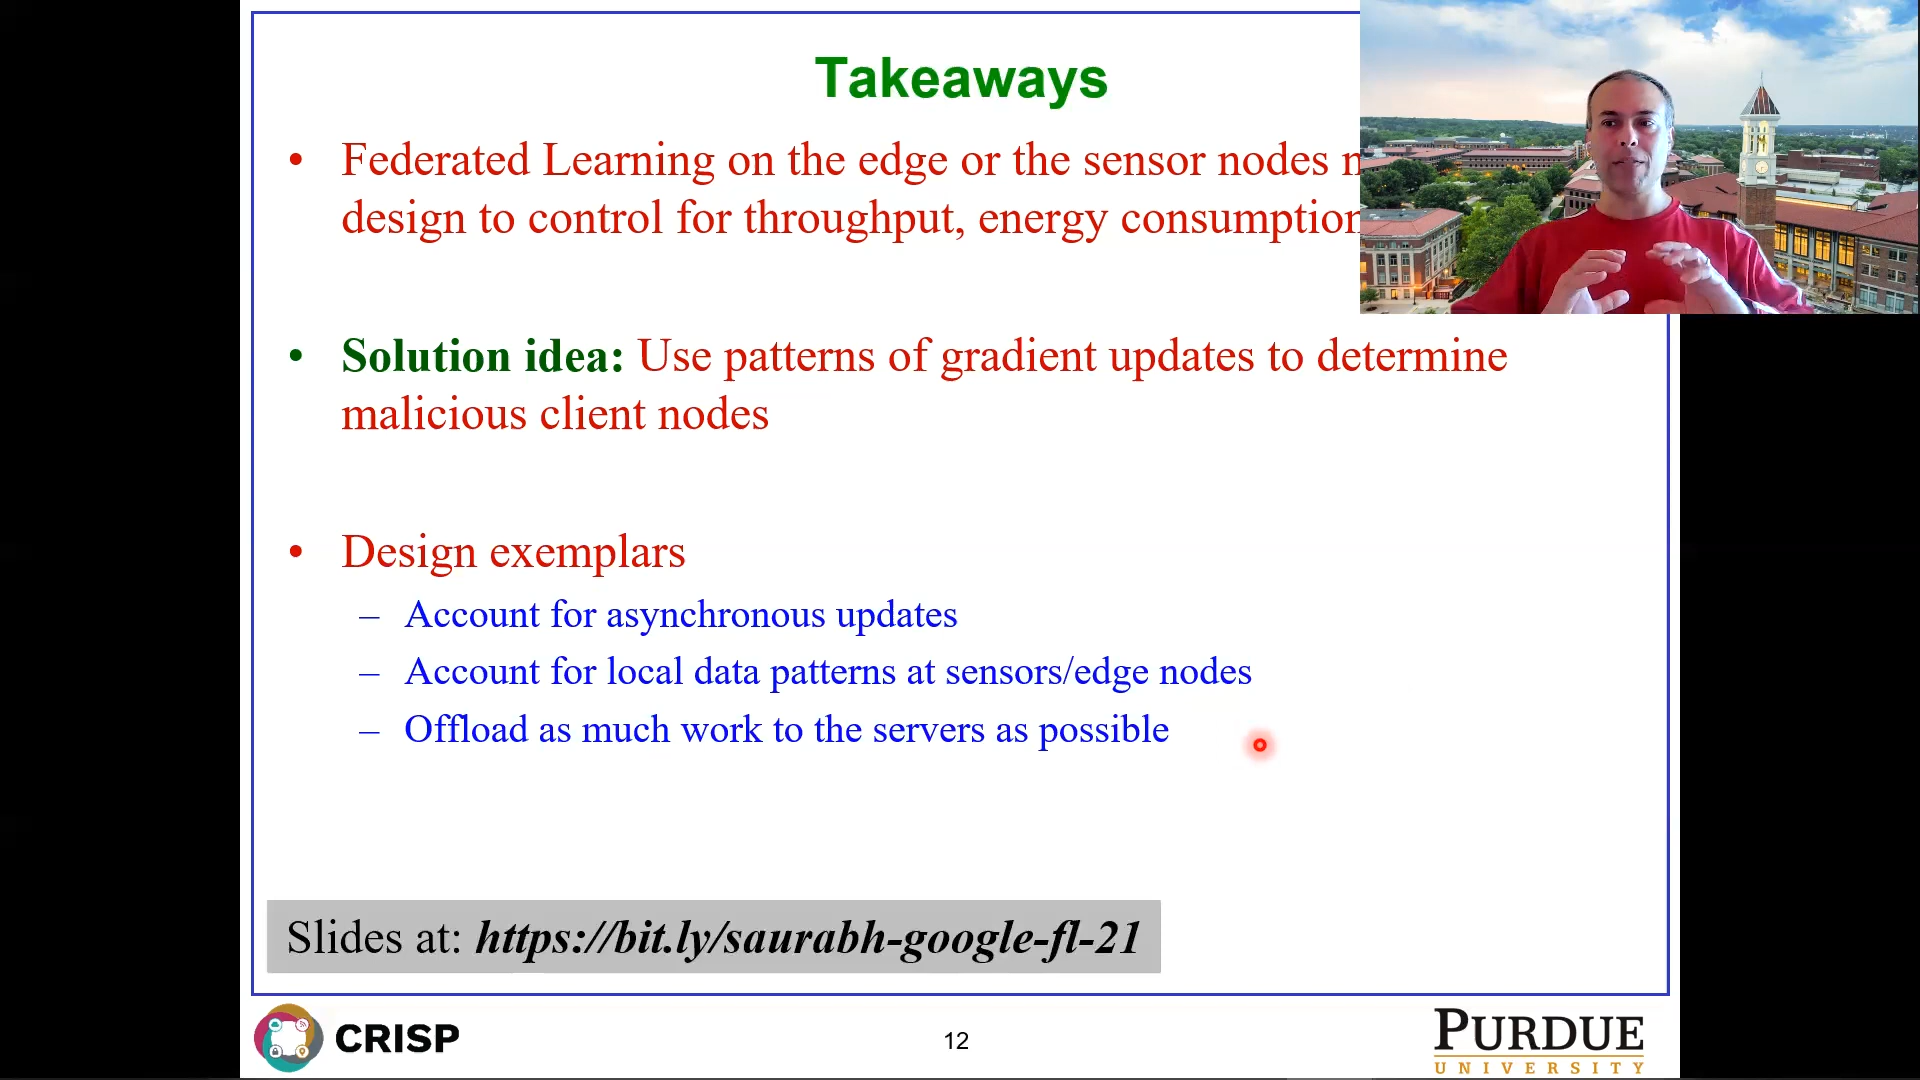 Takeaways
• Federated Learning on the edge or the sensor nodes
design to control for throughput, energy consumption
• Solution idea: Use patterns of gradient updates to determine
malicious client nodes
• Design exemplars
– Account for asynchronous updates
– Account for local data patterns at sensors/edge nodes
– Offload as much work to the servers as possible
Slides at: https://bit.ly/saurabh-google-fl-21
CRISP
12
PURDUE
UNIVERSITY